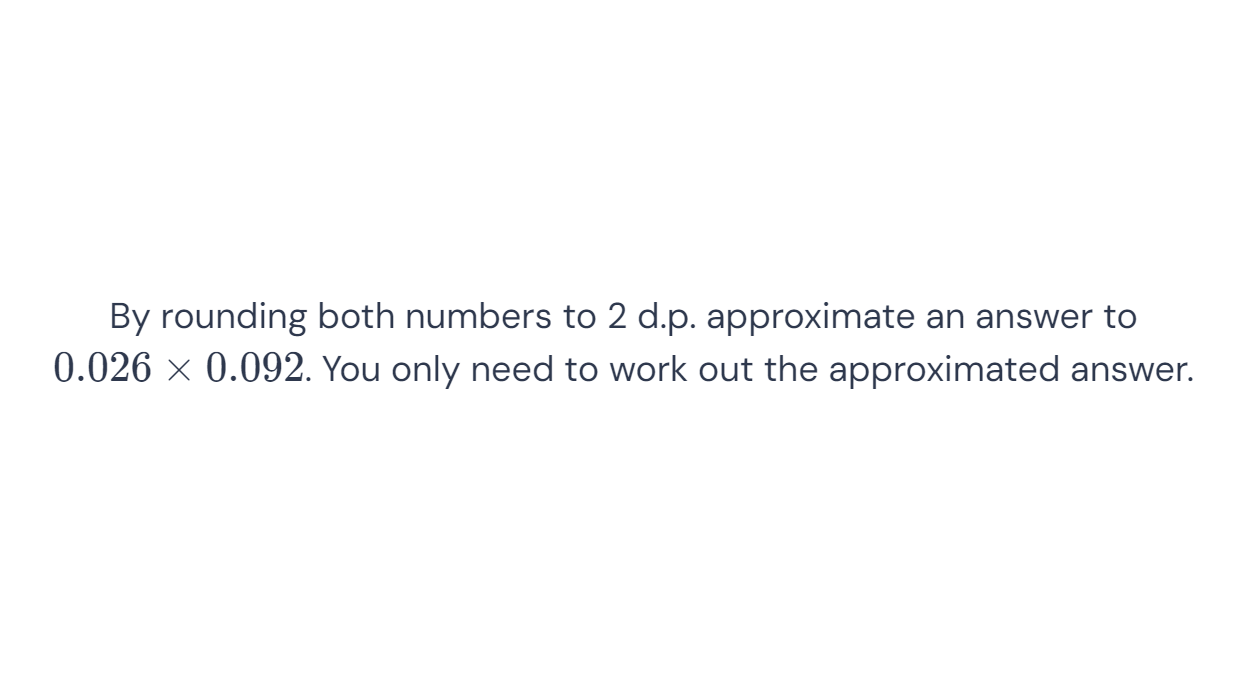 By rounding both numbers to 2 d.p. approximate an answer to
0.026 × 0.092. You only need to work out the approximated answer.